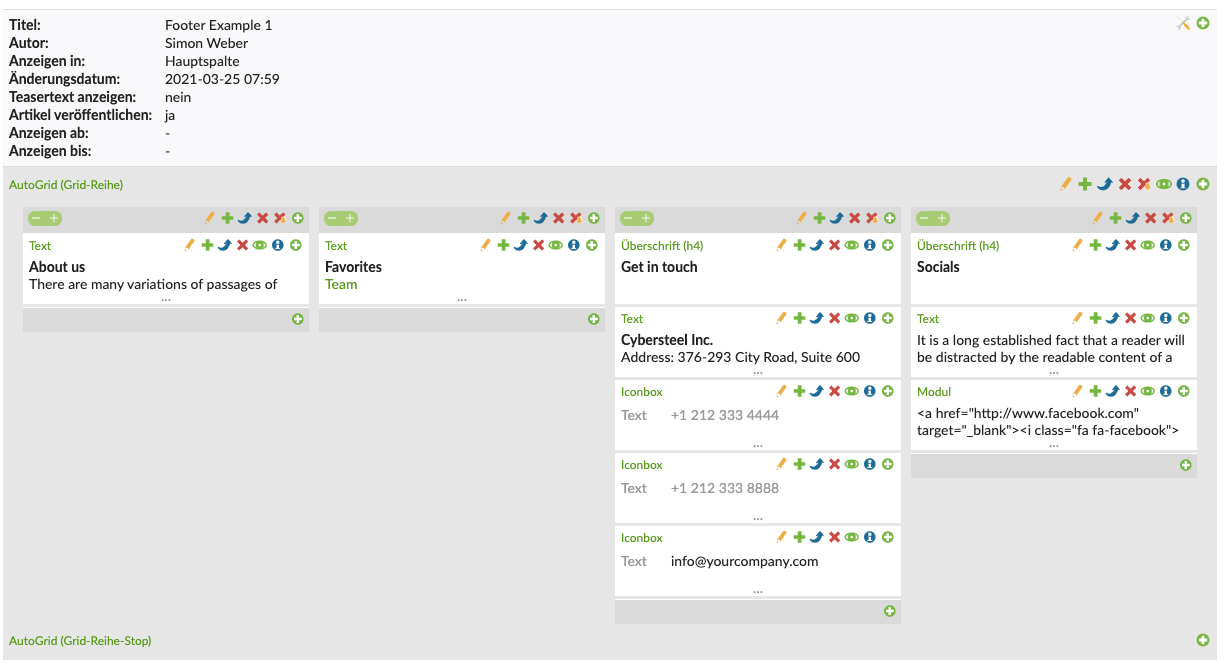 Titel: Footer Example 1
Autor: Simon Weber
Anzeigen in: Hauptspalte
Änderungsdatum: 2021-03-25 07:59
Teasertext anzeigen: nein
Artikel veröffentlichen: ja
Anzeigen ab: -
Anzeigen bis: -
AutoGrid (Grid-Reihe)
Text
About us
There are many variations of passages of
...
Text
Favorites
Team
...
Überschrift (h4)
Get in touch
Text
Cybersteel Inc.
Address: 376-293 City Road, Suite 600
...
Iconbox
Text +1 212 333 4444
...
Iconbox
Text +1 212 333 8888
...
Iconbox
Text info@yourcompany.com
...
Überschrift (h4)
Socials
Text
It is a long established fact that a reader will
be distracted by the readable content of a
...
Modul
<a href="http://www.facebook.com"
target="_blank"><i class="fa fa-facebook">
...
AutoGrid (Grid-Reihe-Stop)